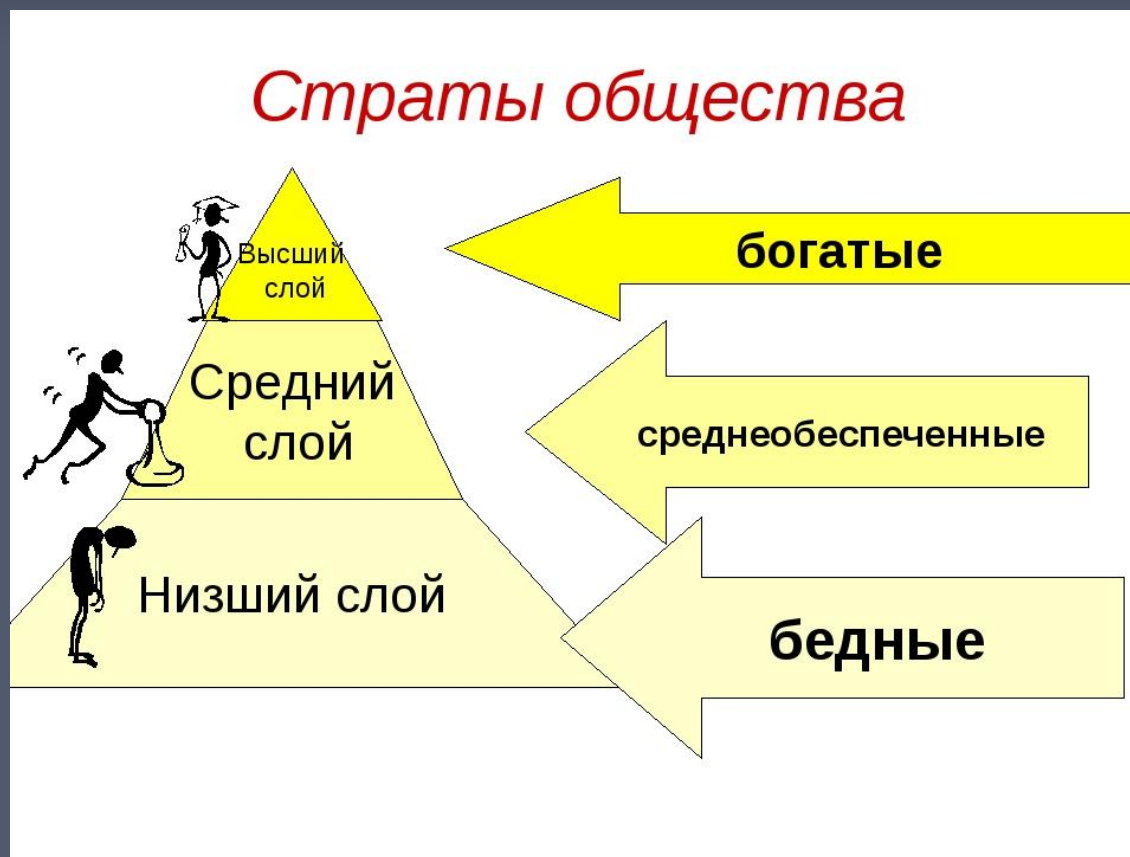 Страты общества
Высший
слой
богатые
Средний
слой
среднеобеспеченные
Низший слой
бедные